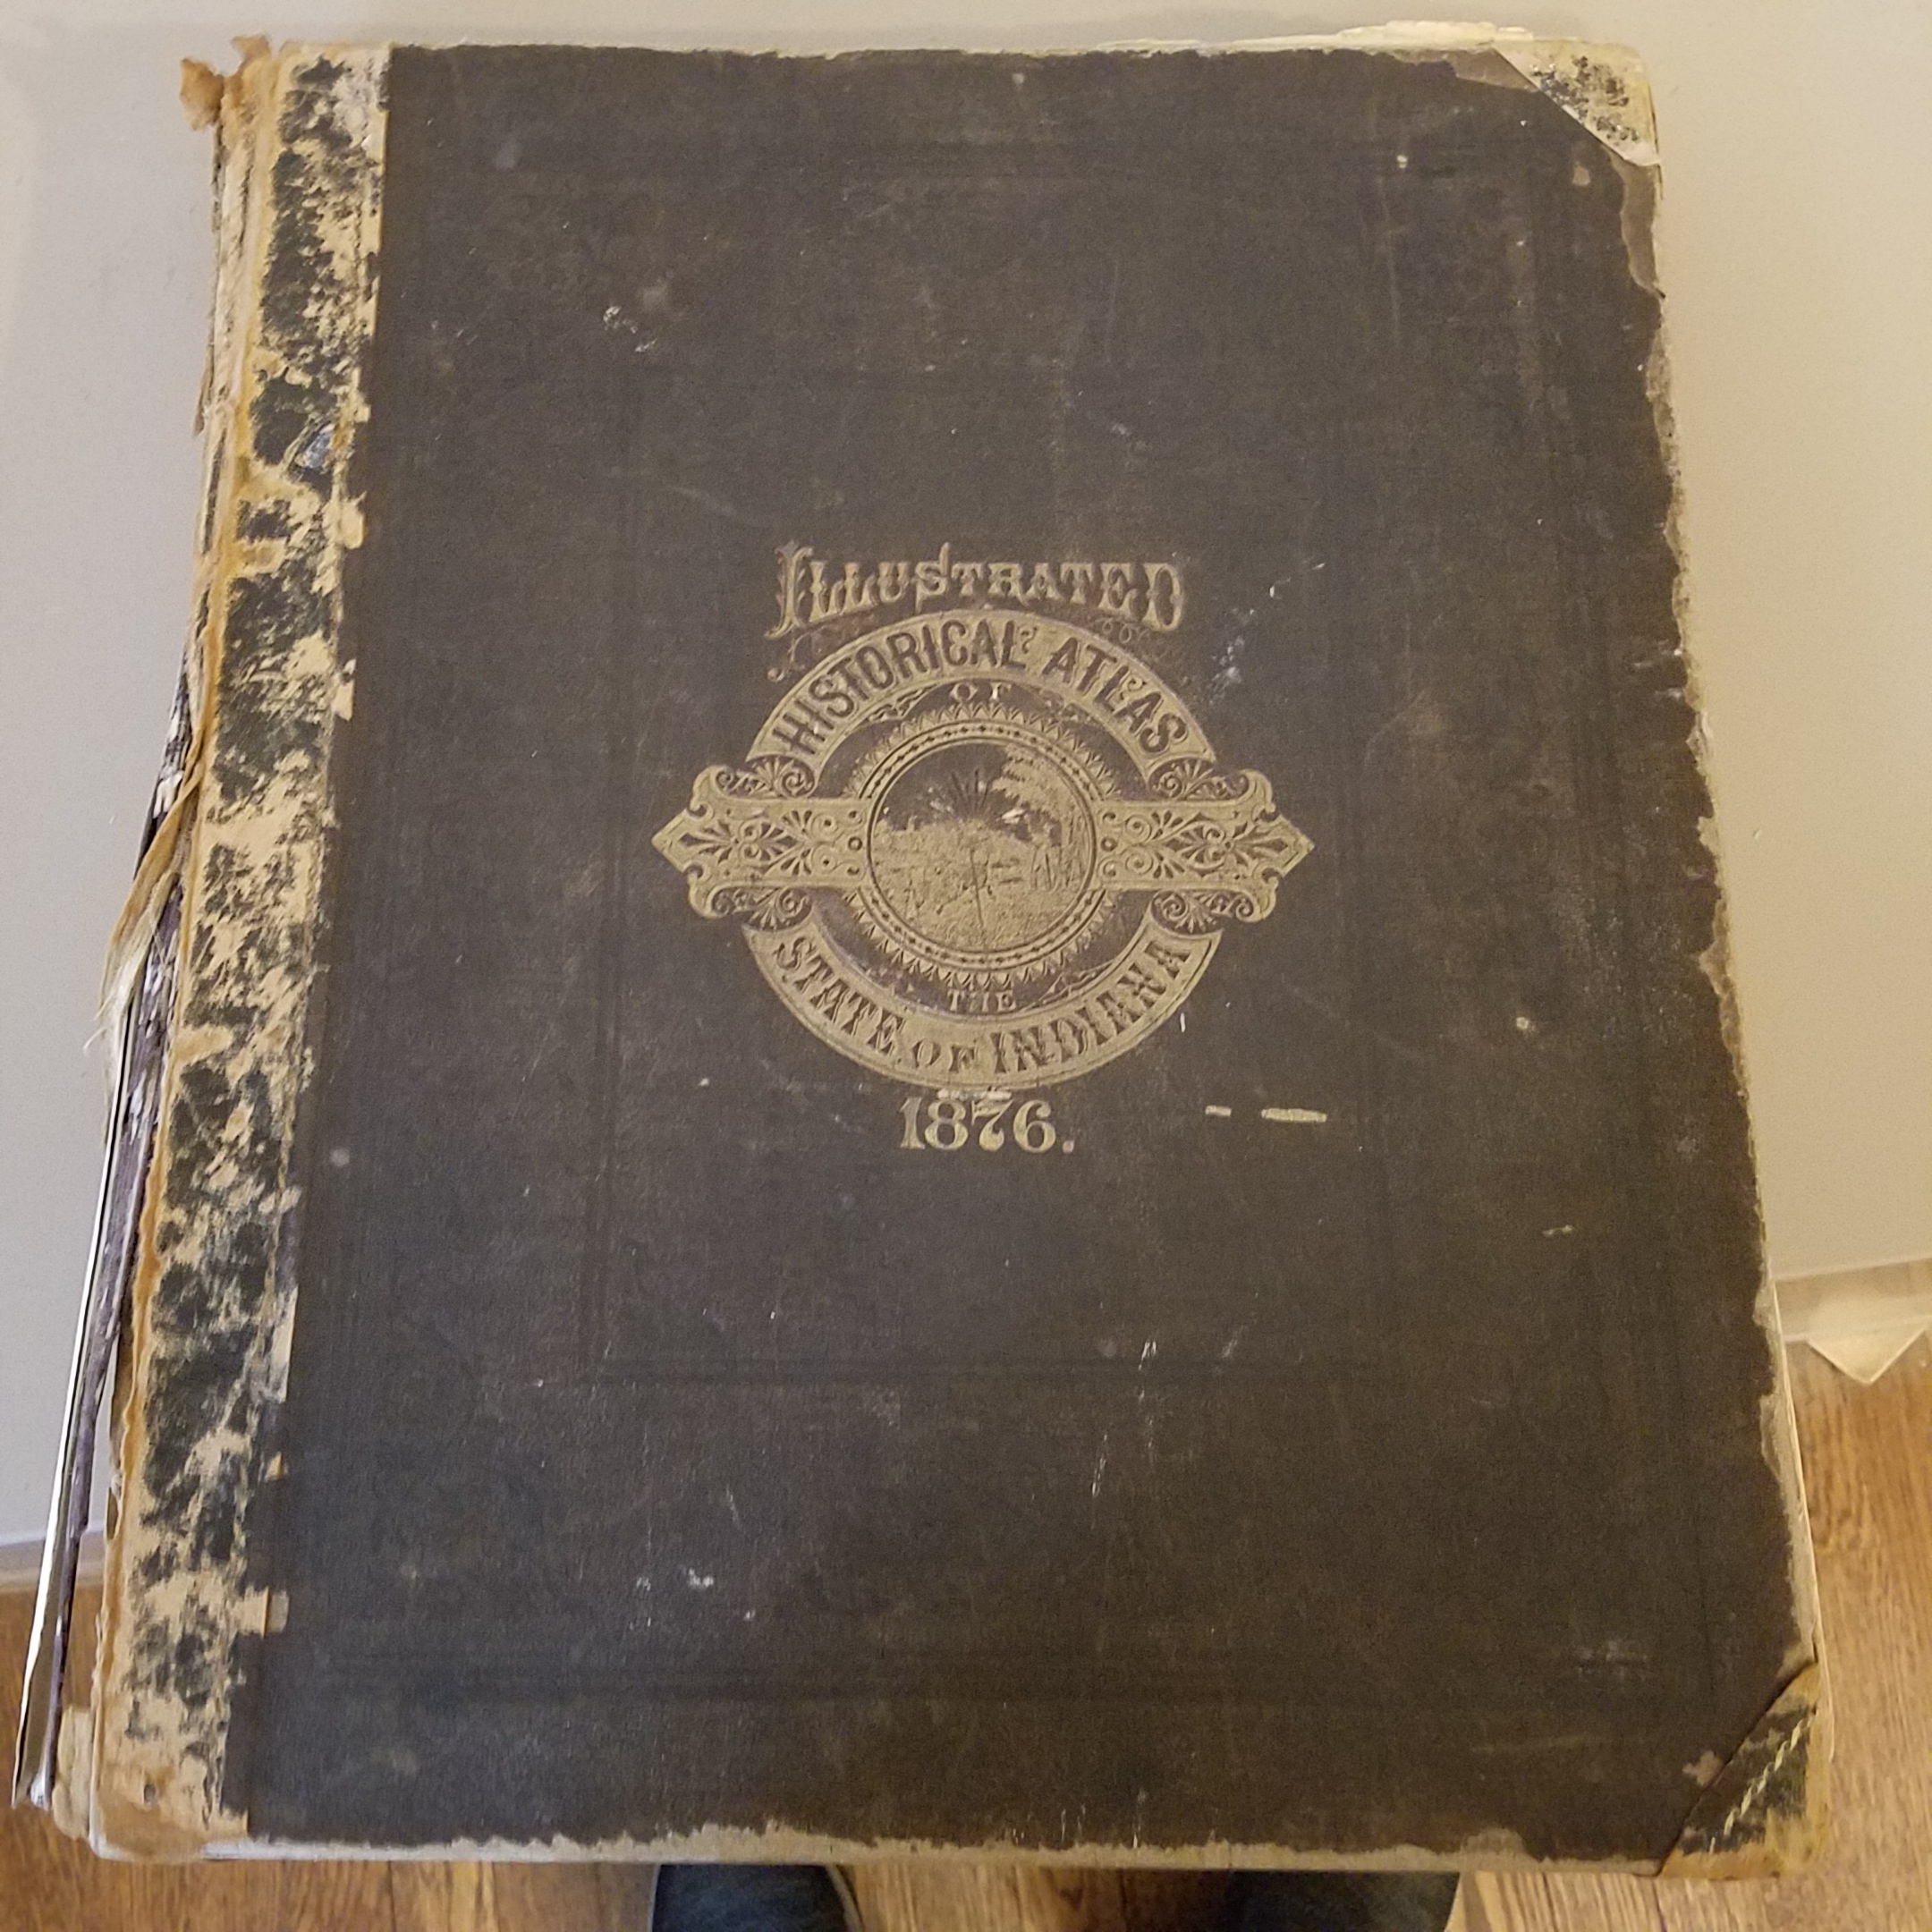 ILLUSTRATED
HISTORICAL ATLAS
OF
THE
STATE OF INDIANA
1876.